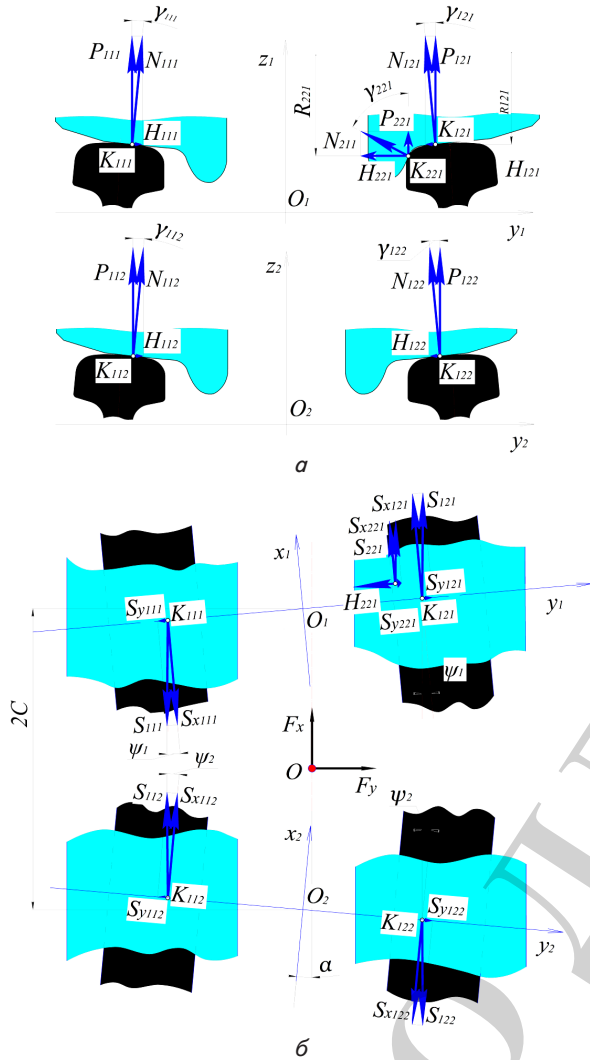 γ111 γ121
P111 N111 z1 N121 P121
R221 γ221 R121
P221
H111 N211′ K121
K111 H221 K221 H121
O1 y1
γ112 z2 γ122
P112 N112 N122 P122
H112 H122
K112 K122
O2 y2
а
Sx121 S121
Sx221
x1 S221
Sy111 K111 H221 Sy121
O1 Sy221 K121 y1
2C
ψ1
S111 Sx111
ψ1 ψ2 Fx
S112 Sx112 O Fy ψ2
x2
K112 O2 Sy122
Sy112 K122 y2
α
Sx122 S122
б